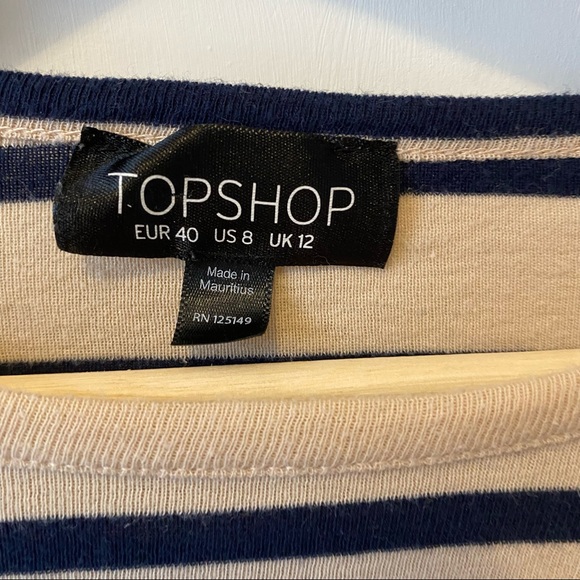 TOPSHOP
EUR 40 US 8 UK 12
Made in
Mauritius
RN 125149